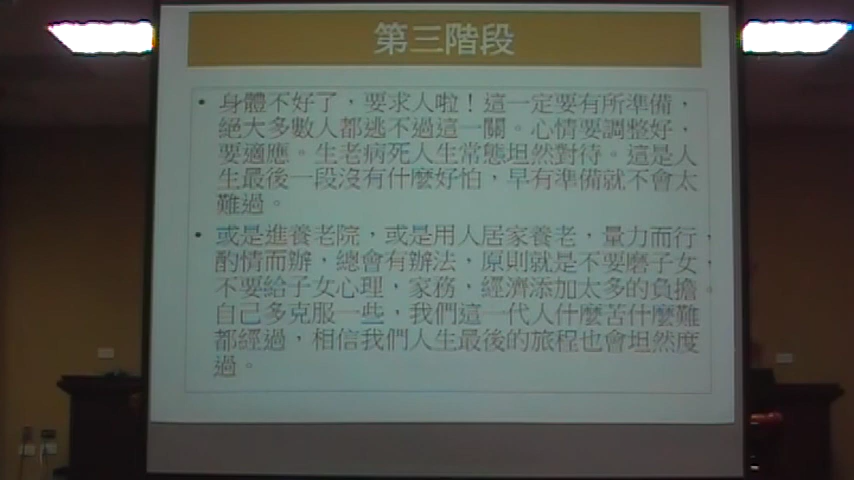 第三階段
• 身體不好了，要求人啦！這一定要有所準備，
絕大多數人都逃不過這一關。心情要調整好，
要適應。生老病死人生常態坦然對待。這是人
生最後一段沒有什麼好怕，早有準備就不會太
難過。
• 或是進養老院，或是用人居家養老，量力而行，
酌情而辦，總會有辦法，原則就是不要磨子女，
不要給子女心理，家務，經濟添加太多的負擔。
自己多克服一些，我們這一代人什麼苦什麼難
都經過，相信我們人生最後的旅程也會坦然度
過。